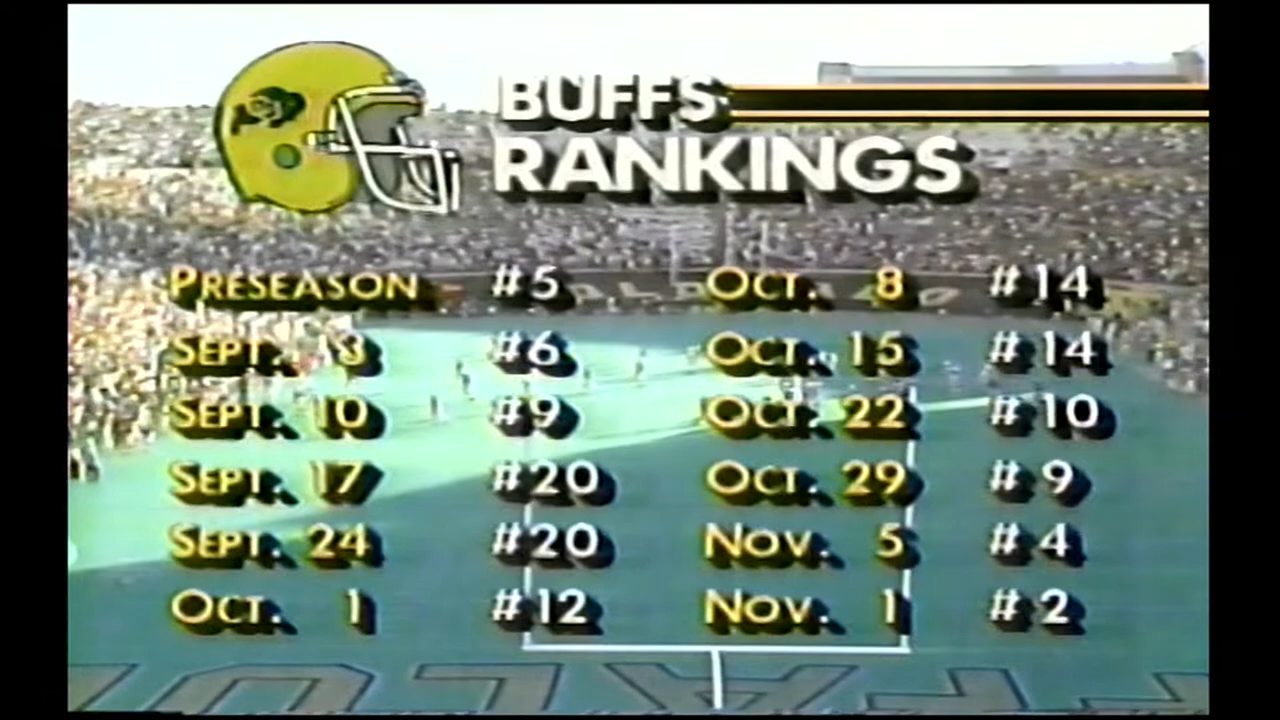 BUFFS
RANKINGS
PRESEASON #5 OCT. 8 #14
SEPT. 3 #6 OCT. 15 #14
SEPT. 10 #9 OCT. 22 #10
SEPT. 17 #20 OCT. 29 #9
SEPT. 24 #20 NOV. 5 #4
OCT. 1 #12 NOV. 1 #2